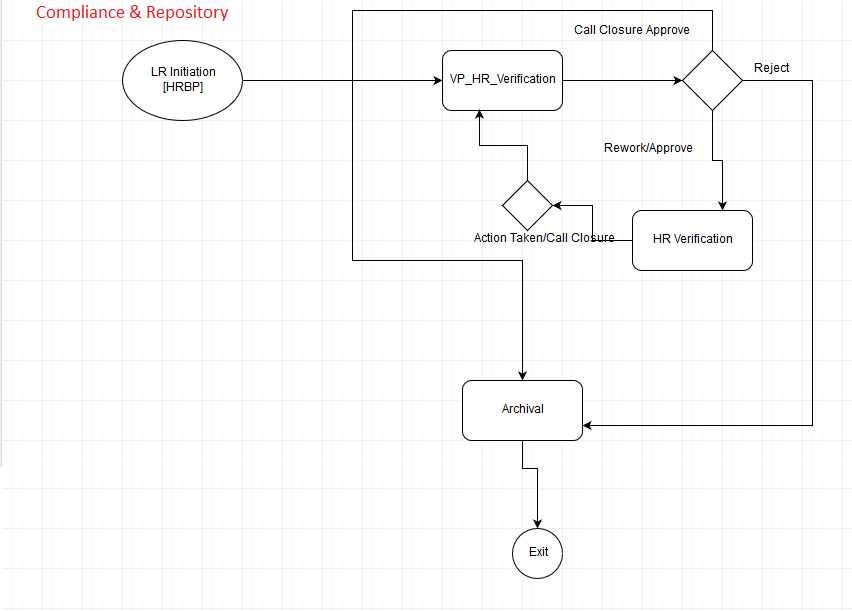 Compliance & Repository
Call Closure Approve
LR Initiation
[HRBP]
VP_HR_Verification
Reject
Rework/Approve
Action Taken/Call Closure
HR Verification
Archival
Exit